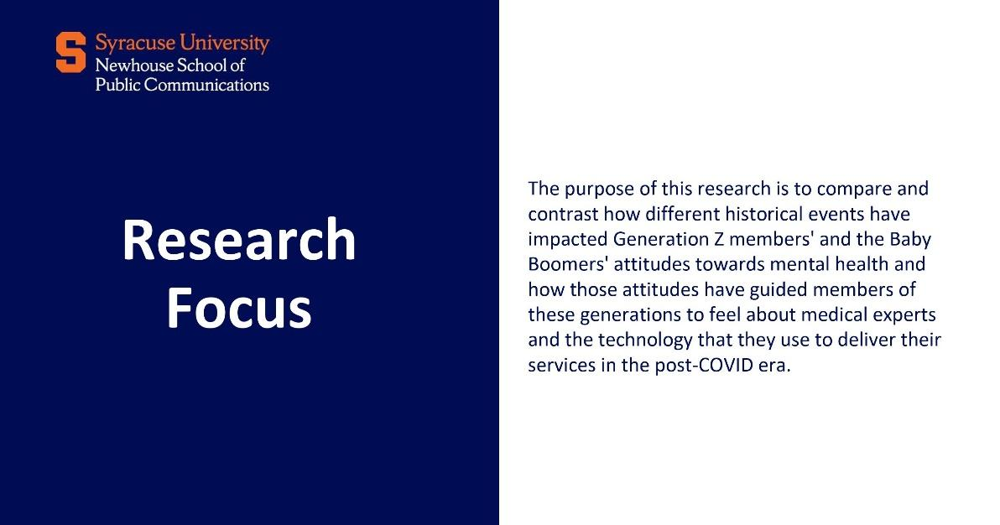 Syracuse University
Newhouse School of
Public Communications
Research
Focus
The purpose of this research is to compare and
contrast how different historical events have
impacted Generation Z members' and the Baby
Boomers' attitudes towards mental health and
how those attitudes have guided members of
these generations to feel about medical experts
and the technology that they use to deliver their
services in the post-COVID era.